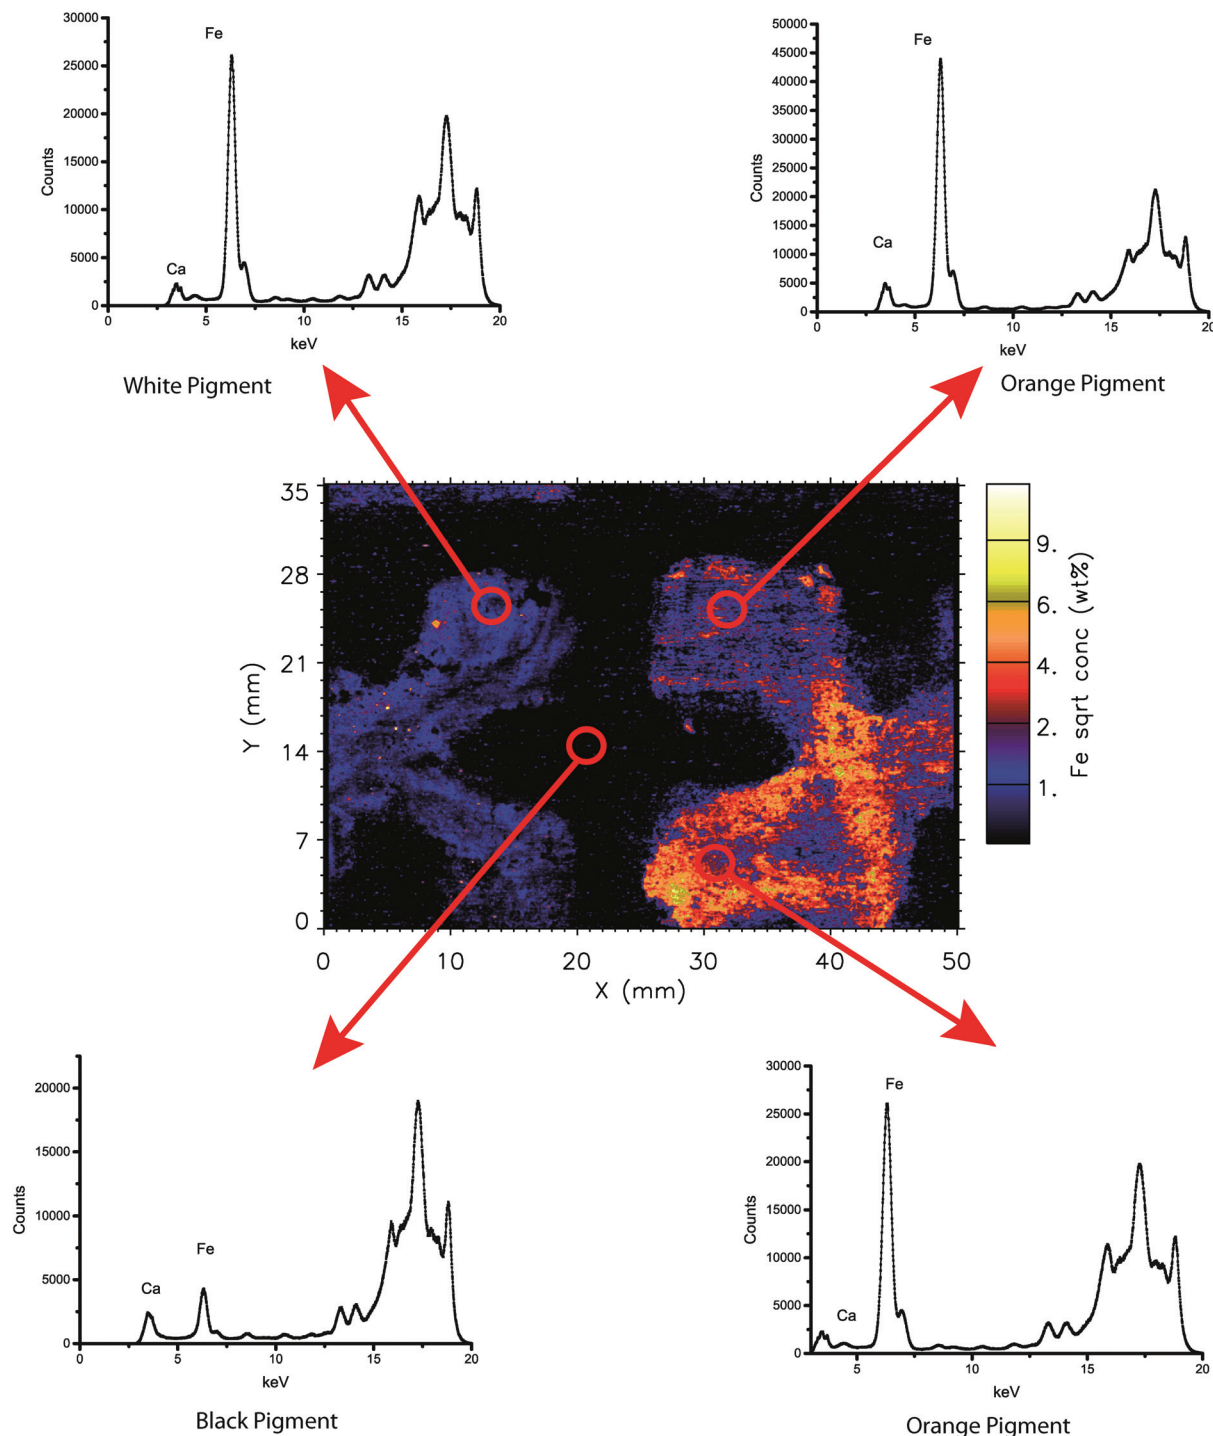 30000
25000
20000
15000
10000
5000
0
Counts
Fe
Ca
0 5 10 15 20
keV
White Pigment
50000
45000
40000
35000
30000
25000
20000
15000
10000
5000
0
Counts
Fe
Ca
0 5 10 15 20
keV
Orange Pigment
35
28
21
14
7
0
Y (mm)
0 10 20 30 40 50
X (mm)
9.
6.
4.
2.
1.
Fe sqrt conc (wt%)
20000
15000
10000
5000
0
Counts
Ca
Fe
0 5 10 15 20
keV
Black Pigment
30000
25000
20000
15000
10000
5000
0
Counts
Fe
Ca
5 10 15 20
keV
Orange Pigment